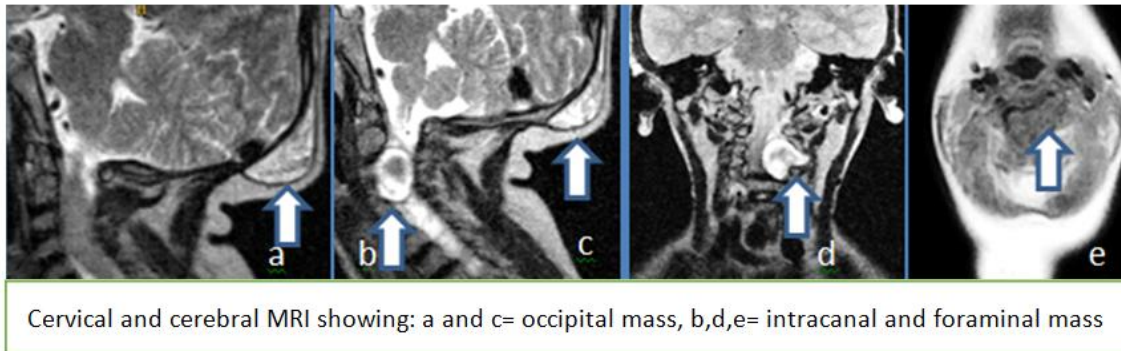 a
b
c
d
e
Cervical and cerebral MRI showing: a and c= occipital mass, b,d,e= intracanal and foraminal mass